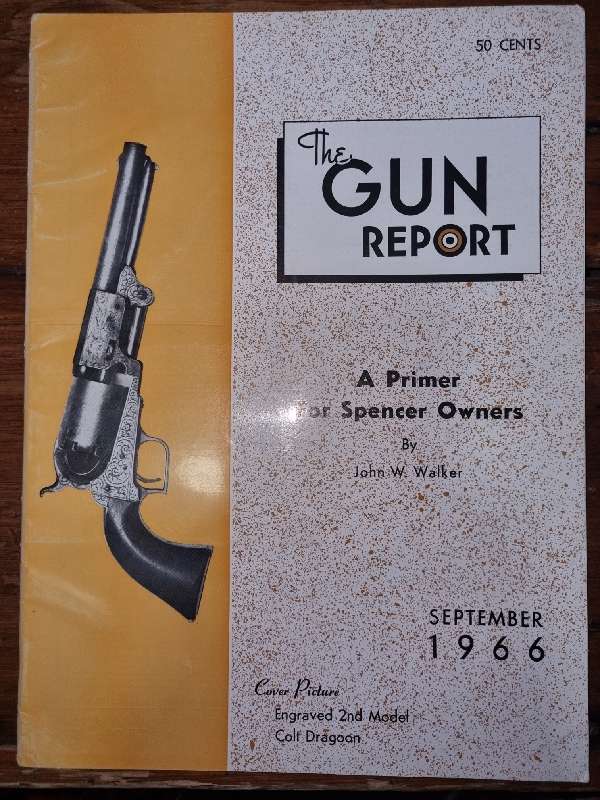 50 CENTS
The
GUN
REPORT
A Primer
For Spencer Owners
By
John W. Walker
SEPTEMBER
1966
Cover Picture
Engraved 2nd Model
Colt Dragoon